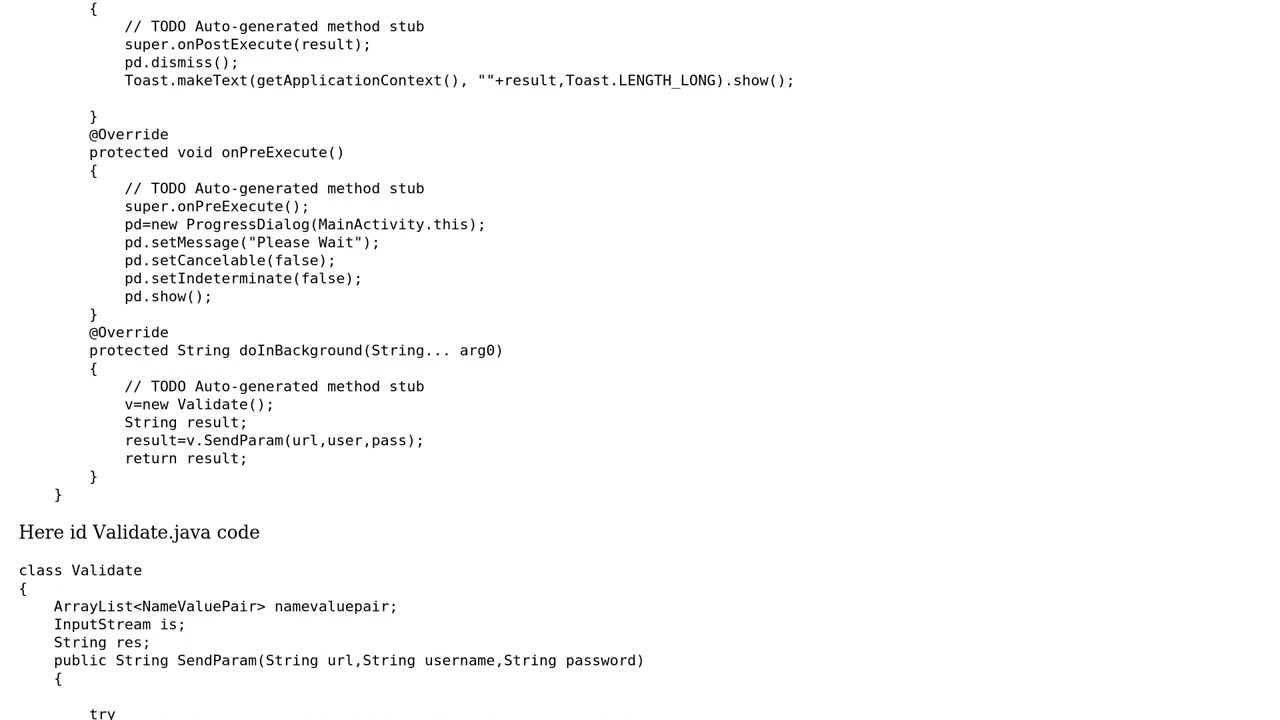 {
            // TODO Auto-generated method stub
            super.onPostExecute(result);
            pd.dismiss();
            Toast.makeText(getApplicationContext(), ""+result,Toast.LENGTH_LONG).show();

        }
        @Override
        protected void onPreExecute()
        {
            // TODO Auto-generated method stub
            super.onPreExecute();
            pd=new ProgressDialog(MainActivity.this);
            pd.setMessage("Please Wait");
            pd.setCancelable(false);
            pd.setIndeterminate(false);
            pd.show();
        }
        @Override
        protected String doInBackground(String... arg0)
        {
            // TODO Auto-generated method stub
            v=new Validate();
            String result;
            result=v.SendParam(url,user,pass);
            return result;
        }
    }
Here id Validate.java code
class Validate
{
    ArrayList<NameValuePair> namevaluepair;
    InputStream is;
    String res;
    public String SendParam(String url,String username,String password)
    {

        try